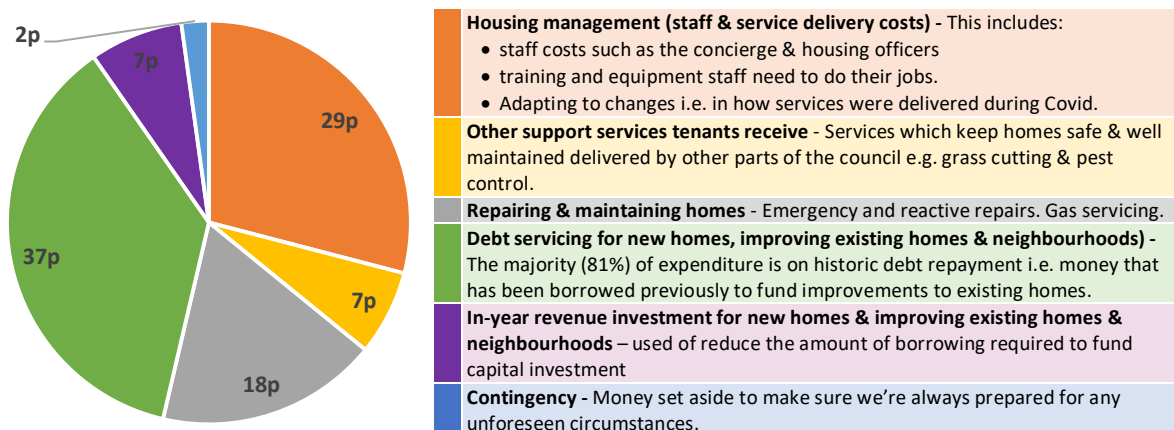 2p
7p
29p
37p
7p
18p
Housing management (staff & service delivery costs) - This includes:
• staff costs such as the concierge & housing officers
• training and equipment staff need to do their jobs.
• Adapting to changes i.e. in how services were delivered during Covid.
Other support services tenants receive - Services which keep homes safe & well
maintained delivered by other parts of the council e.g. grass cutting & pest
control.
Repairing & maintaining homes - Emergency and reactive repairs. Gas servicing.
Debt servicing for new homes, improving existing homes & neighbourhoods) -
The majority (81%) of expenditure is on historic debt repayment i.e. money that
has been borrowed previously to fund improvements to existing homes.
In-year revenue investment for new homes & improving existing homes &
neighbourhoods – used of reduce the amount of borrowing required to fund
capital investment
Contingency - Money set aside to make sure we’re always prepared for any
unforeseen circumstances.